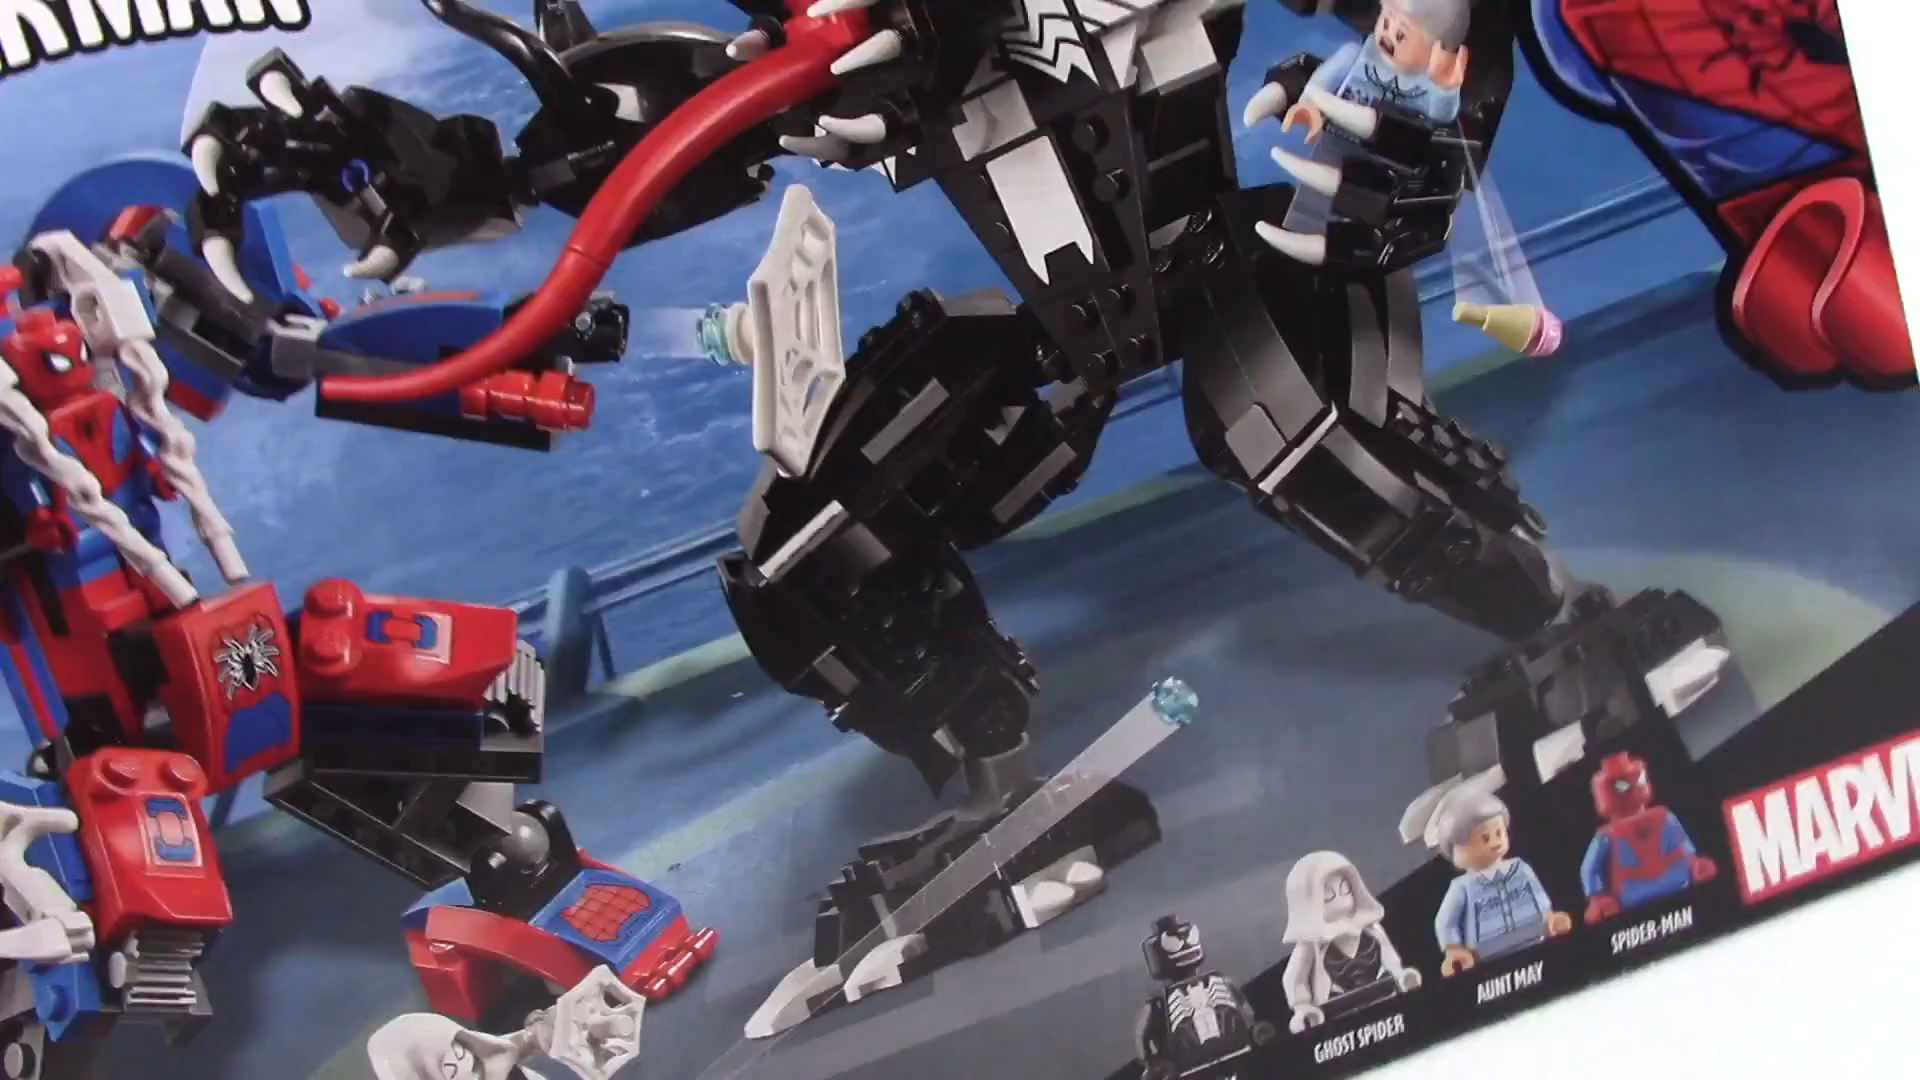 RMAN
MARV
SPIDER-MAN
AUNT MAY
GHOST SPIDER